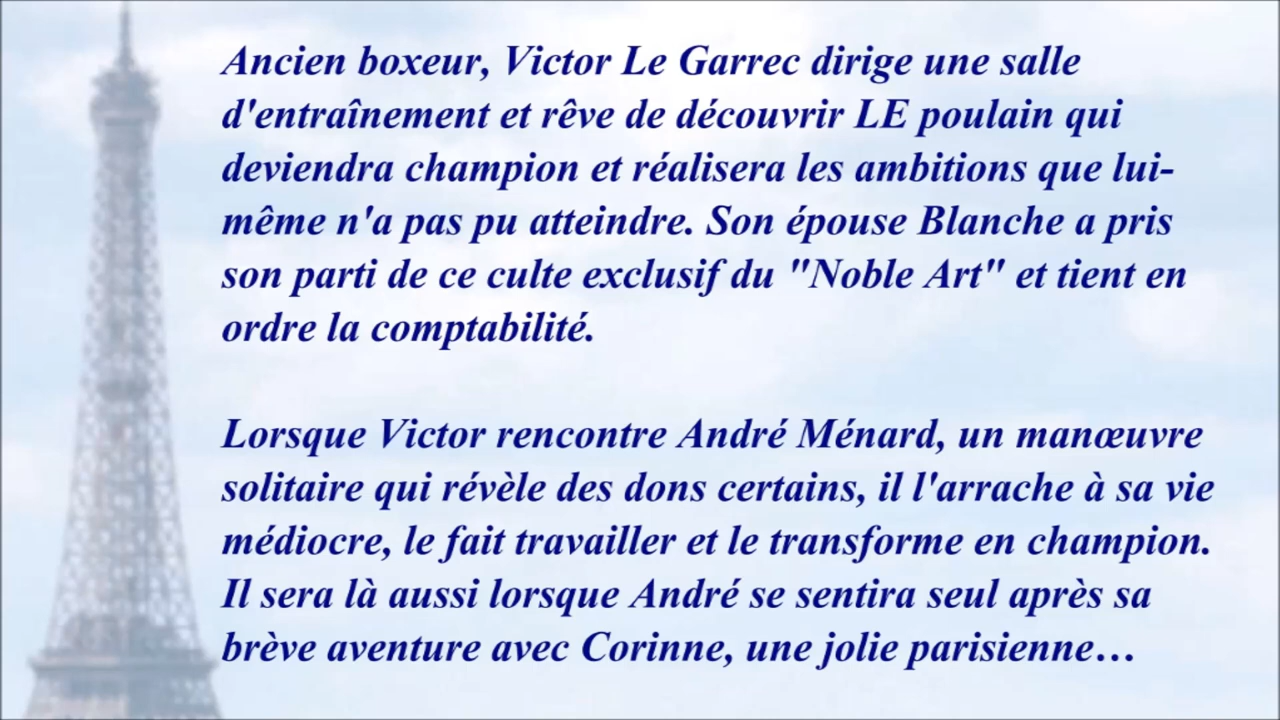 Ancien boxeur, Victor Le Garrec dirige une salle
d'entraînement et rêve de découvrir LE poulain qui
deviendra champion et réalisera les ambitions que lui-
même n'a pas pu atteindre. Son épouse Blanche a pris
son parti de ce culte exclusif du "Noble Art" et tient en
ordre la comptabilité.
Lorsque Victor rencontre André Ménard, un manœuvre
solitaire qui révèle des dons certains, il l'arrache à sa vie
médiocre, le fait travailler et le transforme en champion.
Il sera là aussi lorsque André se sentira seul après sa
brève aventure avec Corinne, une jolie parisienne…